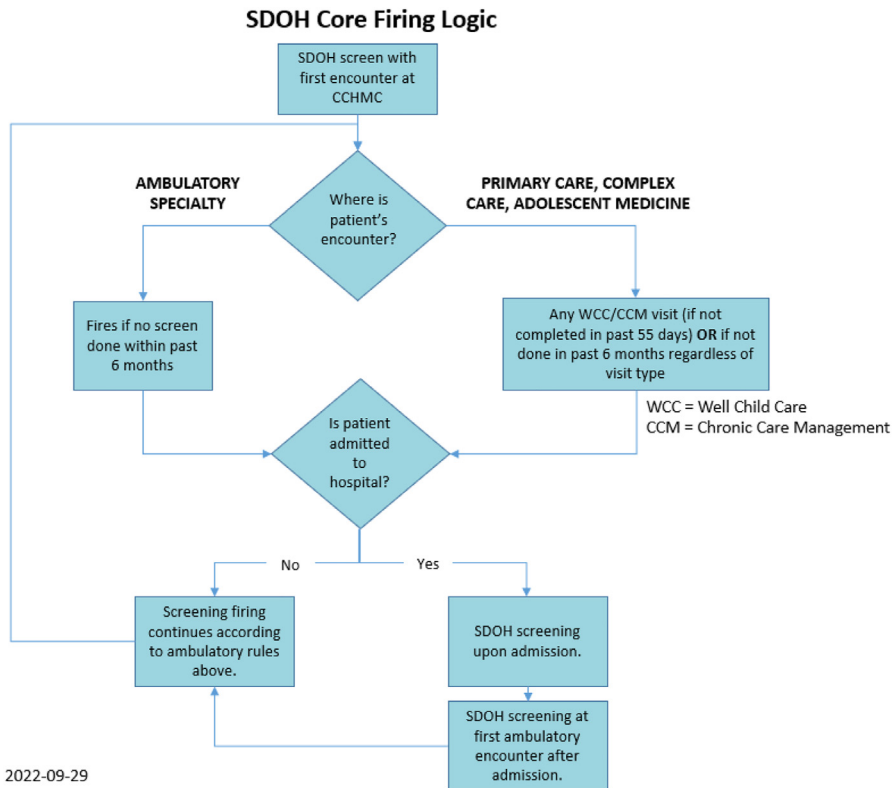 SDOH Core Firing Logic
SDOH screen with
first encounter at
CCHMC
AMBULATORY
SPECIALTY
Where is
patient's
encounter?
PRIMARY CARE, COMPLEX
CARE, ADOLESCENT MEDICINE
Fires if no screen
done within past
6 months
Any WCC/CCM visit (if not
completed in past 55 days) OR if not
done in past 6 months regardless of
visit type
WCC = Well Child Care
CCM = Chronic Care Management
Is patient
admitted
to
hospital?
No
Yes
Screening firing
continues according
to ambulatory rules
above.
SDOH screening
upon admission.
SDOH screening at
first ambulatory
encounter after
admission.
2022-09-29